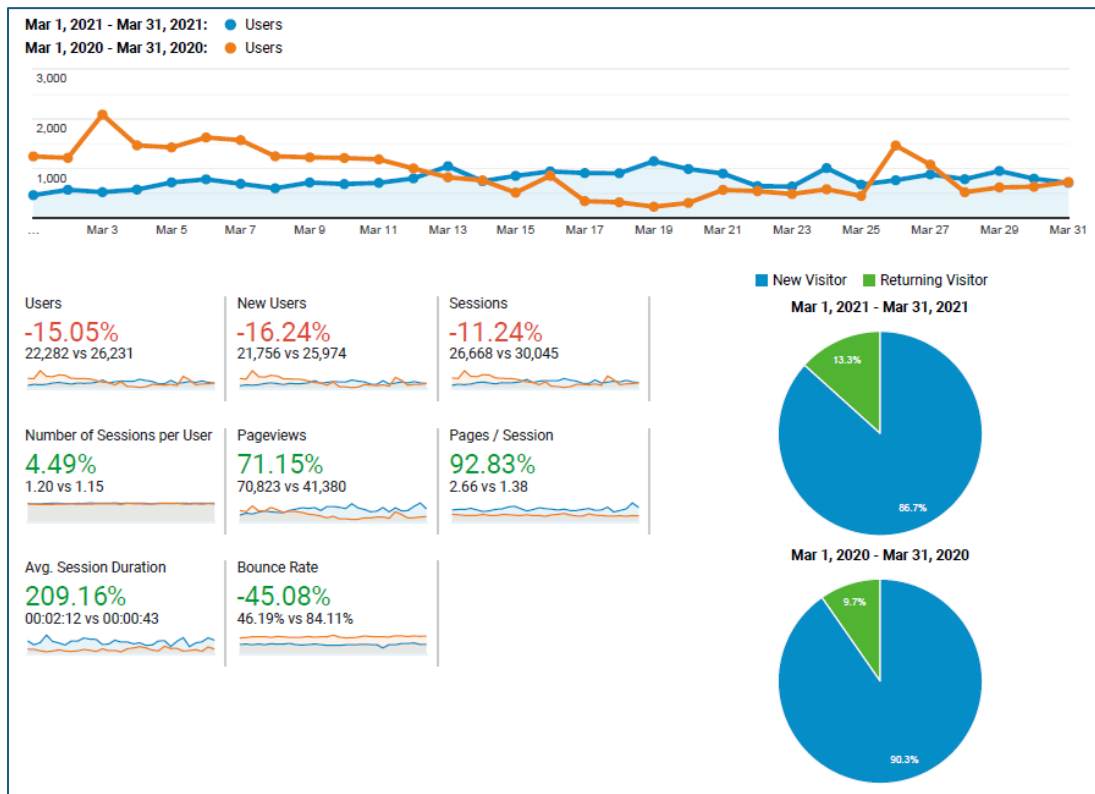 Mar 1, 2021 - Mar 31, 2021: Users
Mar 1, 2020 - Mar 31, 2020: Users
3,000
2,000
1,000
... Mar 3 Mar 5 Mar 7 Mar 9 Mar 11 Mar 13 Mar 15 Mar 17 Mar 19 Mar 21 Mar 23 Mar 25 Mar 27 Mar 29 Mar 31
Users
-15.05%
22,282 vs 26,231
New Users
-16.24%
21,756 vs 25,974
Sessions
-11.24%
26,668 vs 30,045
Number of Sessions per User
4.49%
1.20 vs 1.15
Pageviews
71.15%
70,823 vs 41,380
Pages / Session
92.83%
2.66 vs 1.38
Avg. Session Duration
209.16%
00:02:12 vs 00:00:43
Bounce Rate
-45.08%
46.19% vs 84.11%
New Visitor Returning Visitor
Mar 1, 2021 - Mar 31, 2021
13.3%
86.7%
Mar 1, 2020 - Mar 31, 2020
9.7%
90.3%